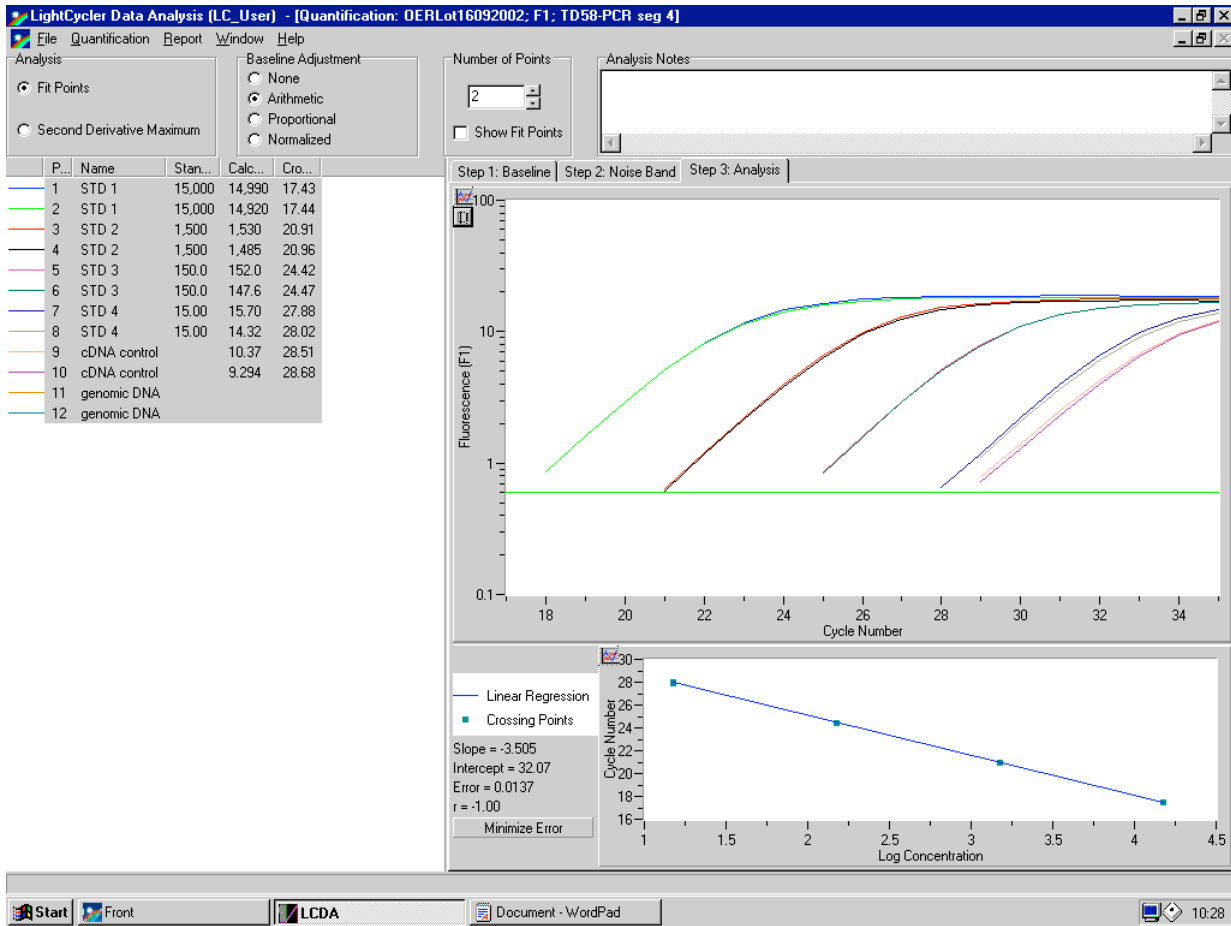 LightCycler Data Analysis (LC_User) - [Quantification: OERLot16092002; F1; TD58-PCR seg 4]
File Quantification Report Window Help
Analysis
Fit Points
Second Derivative Maximum
Baseline Adjustment
None
Arithmetic
Proportional
Normalized
Number of Points
2
Show Fit Points
Analysis Notes
P... Name Stan... Calc... Cro...
1 STD 1 15,000 14,990 17.43
2 STD 1 15,000 14,920 17.44
3 STD 2 1,500 1,530 20.91
4 STD 2 1,500 1,485 20.96
5 STD 3 150.0 152.0 24.42
6 STD 3 150.0 147.6 24.47
7 STD 4 15.00 15.70 27.88
8 STD 4 15.00 14.32 28.02
9 cDNA control 10.37 28.51
10 cDNA control 9.294 28.68
11 genomic DNA
12 genomic DNA
Step 1: Baseline Step 2: Noise Band Step 3: Analysis
100
10
1
0.1
Fluorescence (F1)
18 20 22 24 26 28 30 32 34
Cycle Number
Linear Regression
Crossing Points
Slope = -3.505
Intercept = 32.07
Error = 0.0137
r = -1.00
Minimize Error
30
28
26
24
22
20
18
16
Cycle Number
1 1.5 2 2.5 3 3.5 4 4.5
Log Concentration
Start Front LCDA Document - WordPad 10:28